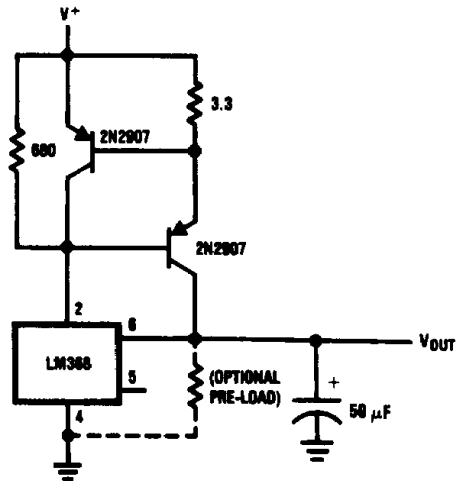 V+
3.3
680
2N2907
2N2907
2
6
LM368
5
4
(OPTIONAL
PRE-LOAD)
VOUT
+
50 μF